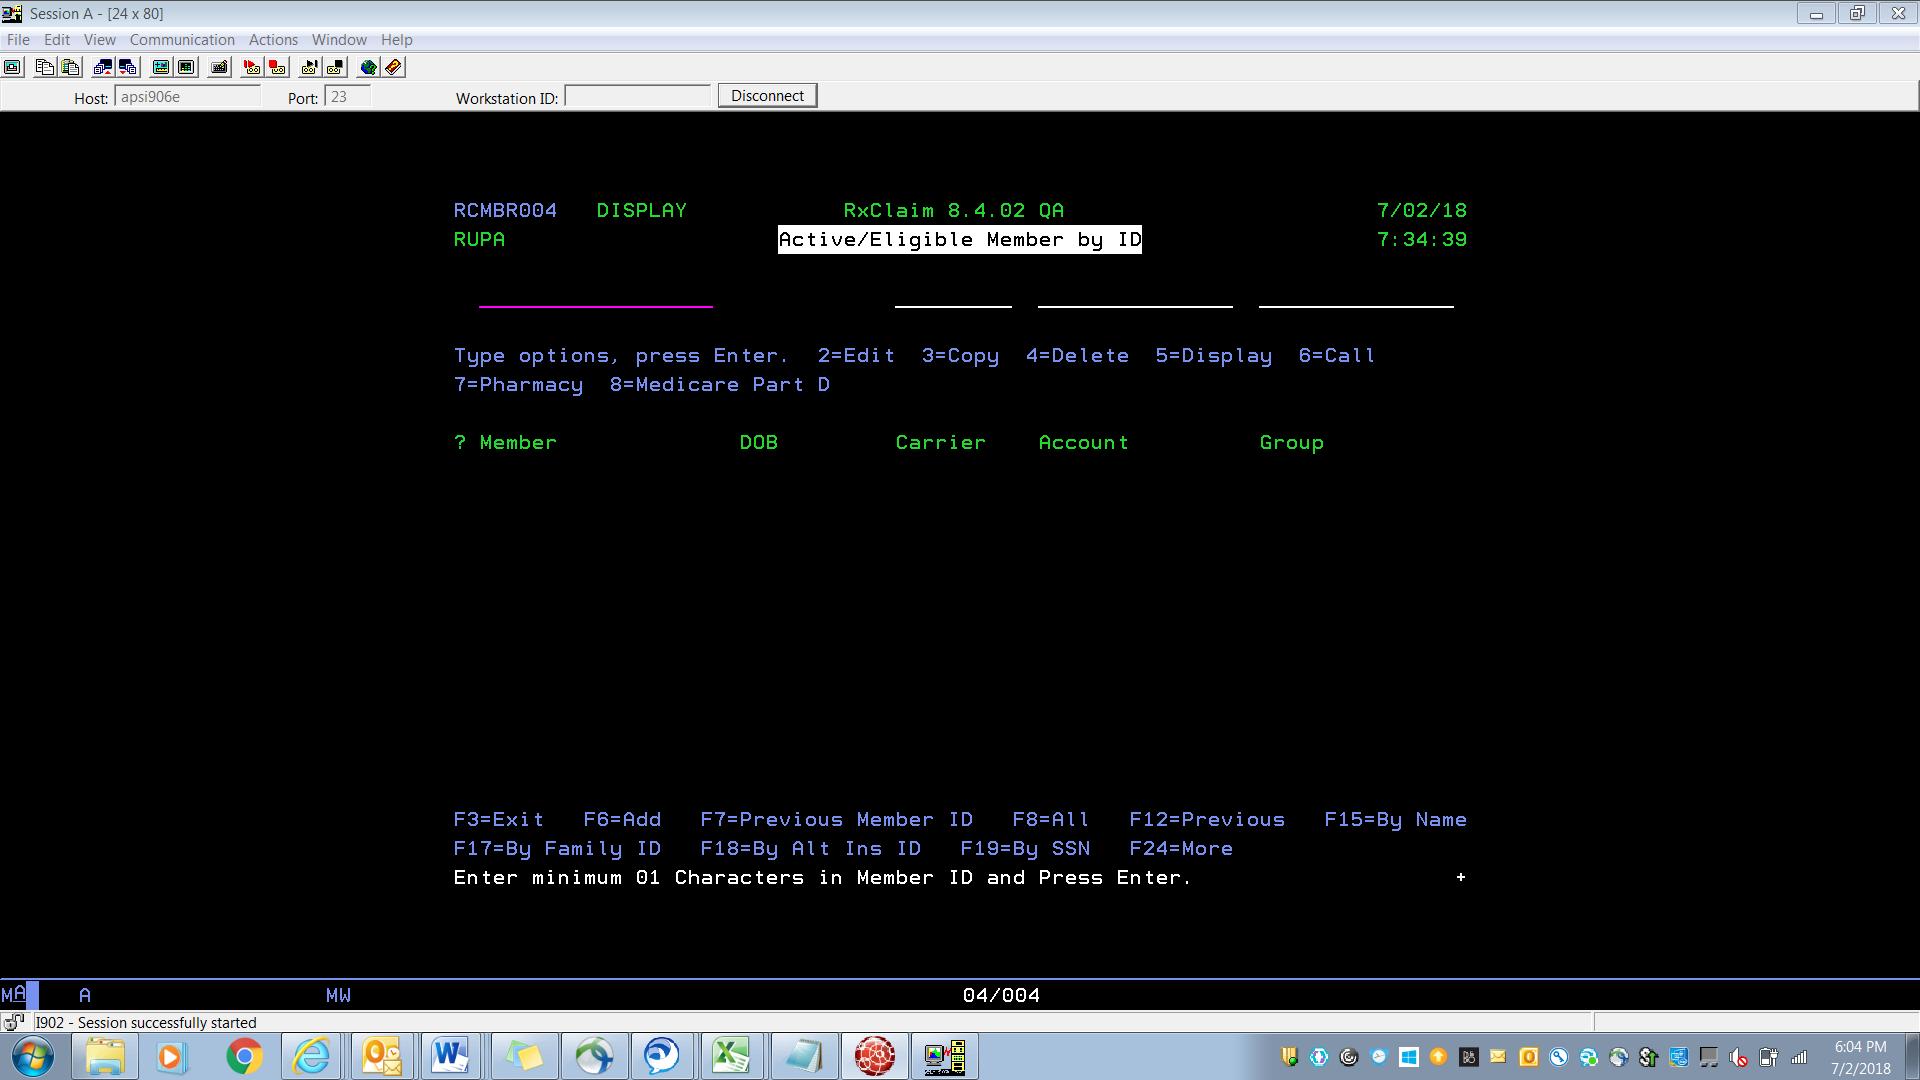 Session A - [24 x 80]
File Edit View Communication Actions Window Help
Host: apsi906e Port: 23 Workstation ID: Disconnect
RCMBR004 DISPLAY RxClaim 8.4.02 QA 7/02/18
RUPA Active/Eligible Member by ID 7:34:39
Type options, press Enter. 2=Edit 3=Copy 4=Delete 5=Display 6=Call
7=Pharmacy 8=Medicare Part D
? Member DOB Carrier Account Group
F3=Exit F6=Add F7=Previous Member ID F8=All F12=Previous F15=By Name
F17=By Family ID F18=By Alt Ins ID F19=By SSN F24=More
Enter minimum 01 Characters in Member ID and Press Enter. +
MA A MW 04/004
I902 - Session successfully started
6:04 PM
7/2/2018